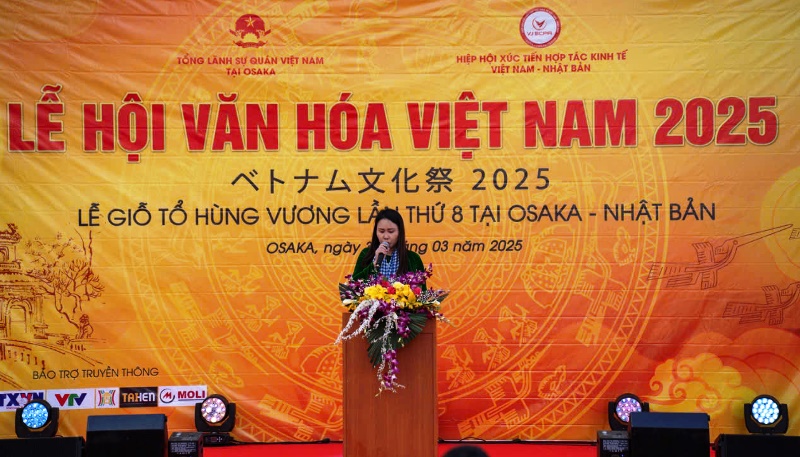 TỔNG LÃNH SỰ QUÁN VIỆT NAM
TẠI OSAKA
HIỆP HỘI XÚC TIẾN HỢP TÁC KINH TẾ
VIỆT NAM - NHẬT BẢN
LỄ HỘI VĂN HÓA VIỆT NAM 2025
ベトナム文化祭 2025
LỄ GIỖ TỔ HÙNG VƯƠNG LẦN THỨ 8 TẠI OSAKA - NHẬT BẢN
OSAKA, ngày 03 năm 2025
BẢO TRỢ TRUYỀN THÔNG
VTV
TAKEN
MOLI